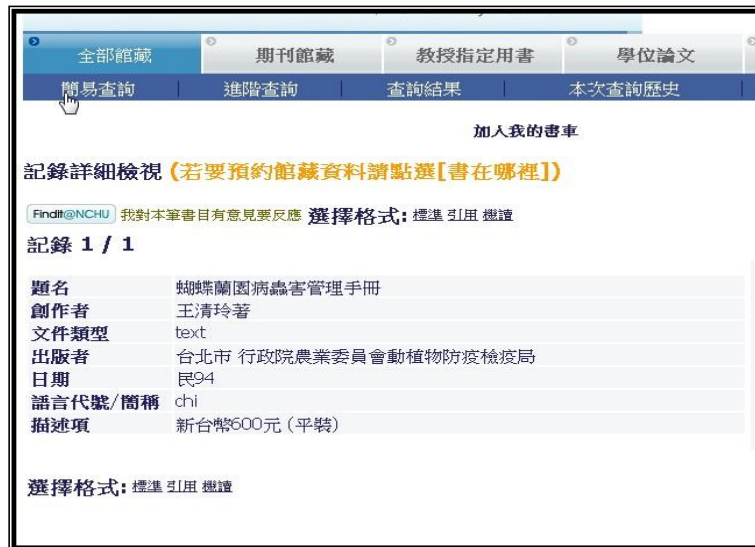 全部館藏 期刊館藏 教授指定用書 學位論文
簡易查詢 進階查詢 查詢結果 本次查詢歷史
加入我的書車
記錄詳細檢視 (若要預約館藏資料請點選[書在哪裡])
Findit@NCHU 我對本筆書目有意見要反應 選擇格式: 標準 引用 機讀
記錄 1 / 1
題名 蝴蝶蘭園病蟲害管理手冊
創作者 王清玲著
文件類型 text
出版者 台北市 行政院農業委員會動植物防疫檢疫局
日期 民94
語言代號/簡稱 chi
描述項 新台幣600元 (平裝)
選擇格式: 標準 引用 機讀